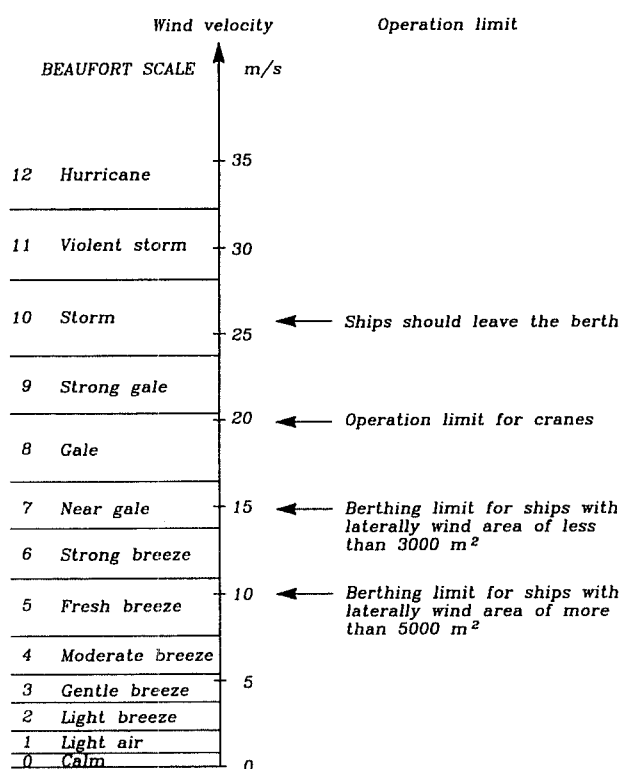 Wind velocity Operation limit
BEAUFORT SCALE m/s
35
12 Hurricane
11 Violent storm 30
10 Storm Ships should leave the berth
25
9 Strong gale
20 Operation limit for cranes
8 Gale
7 Near gale 15 Berthing limit for ships with
laterally wind area of less
than 3000 m²
6 Strong breeze
10 Berthing limit for ships with
5 Fresh breeze laterally wind area of more
than 5000 m²
4 Moderate breeze
5
3 Gentle breeze
2 Light breeze
1 Light air
0 Calm 0